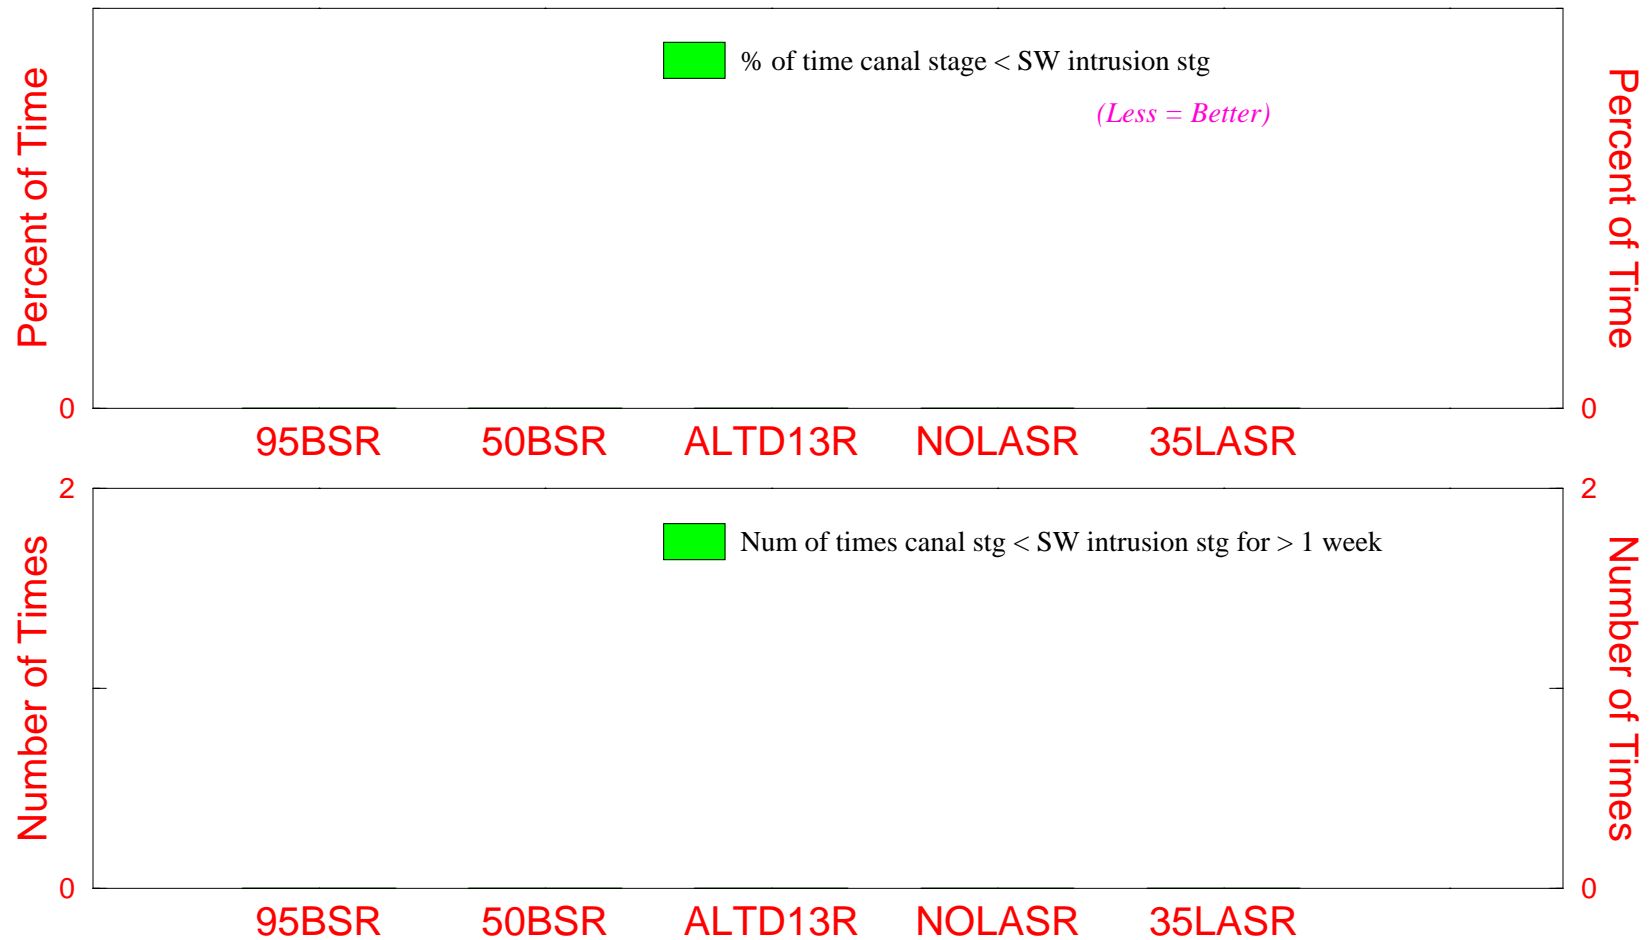 % of time canal stage < SW intrusion stg
(Less = Better)
Percent of Time
Percent of Time
0
0
95BSR 50BSR ALTD13R NOLASR 35LASR
2
2
Num of times canal stg < SW intrusion stg for > 1 week
Number of Times
Number of Times
0
0
95BSR 50BSR ALTD13R NOLASR 35LASR